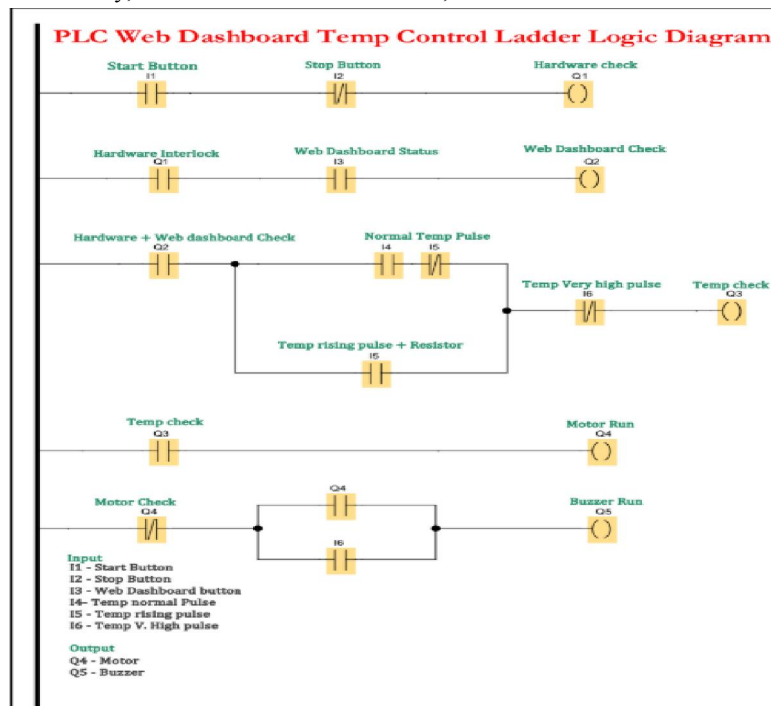 PLC Web Dashboard Temp Control Ladder Logic Diagram
Start Button Stop Button Hardware check
I1 I2 Q1
Hardware Interlock Web Dashboard Status Web Dashboard Check
Q1 I3 Q2
Hardware + Web dashboard Check Normal Temp Pulse
Q2 I4 I5
Temp Very high pulse Temp check
I6 Q3
Temp rising pulse + Resistor
I5
Temp check Motor Run
Q3 Q4
Motor Check Q4 Buzzer Run
Q4 Q5
I6
Input
I1 - Start Button
I2 - Stop Button
I3 - Web Dashboard button
I4- Temp normal Pulse
I5 - Temp rising pulse
I6 - Temp V. High pulse
Output
Q4 - Motor
Q5 - Buzzer